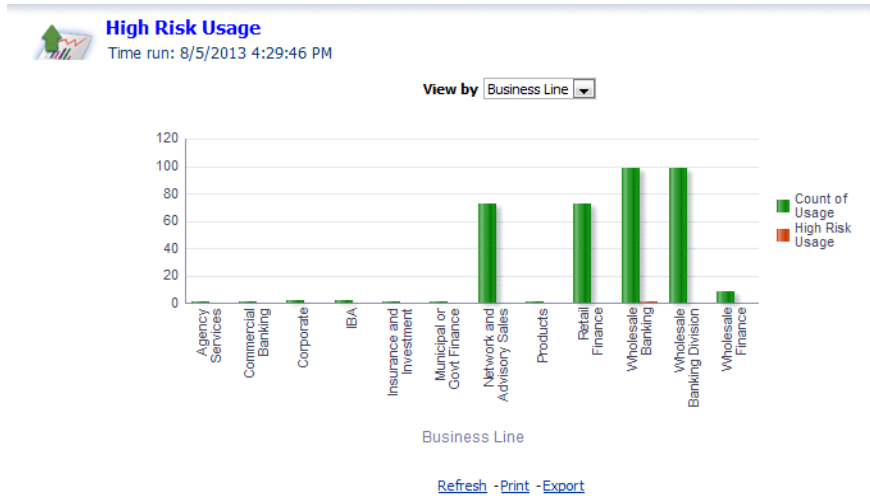 High Risk Usage
Time run: 8/5/2013 4:29:46 PM
View by Business Line
120
100
80
60
40
20
0
Count of
Usage
High Risk
Usage
Agency
Services
Commercial
Banking
Corporate
IBA
Insurance and
Investment
Municipal or
Govt Finance
Network and
Advisory Sales
Products
Retail
Finance
Wholesale
Banking
Wholesale
Banking Division
Wholesale
Finance
Business Line
Refresh - Print - Export